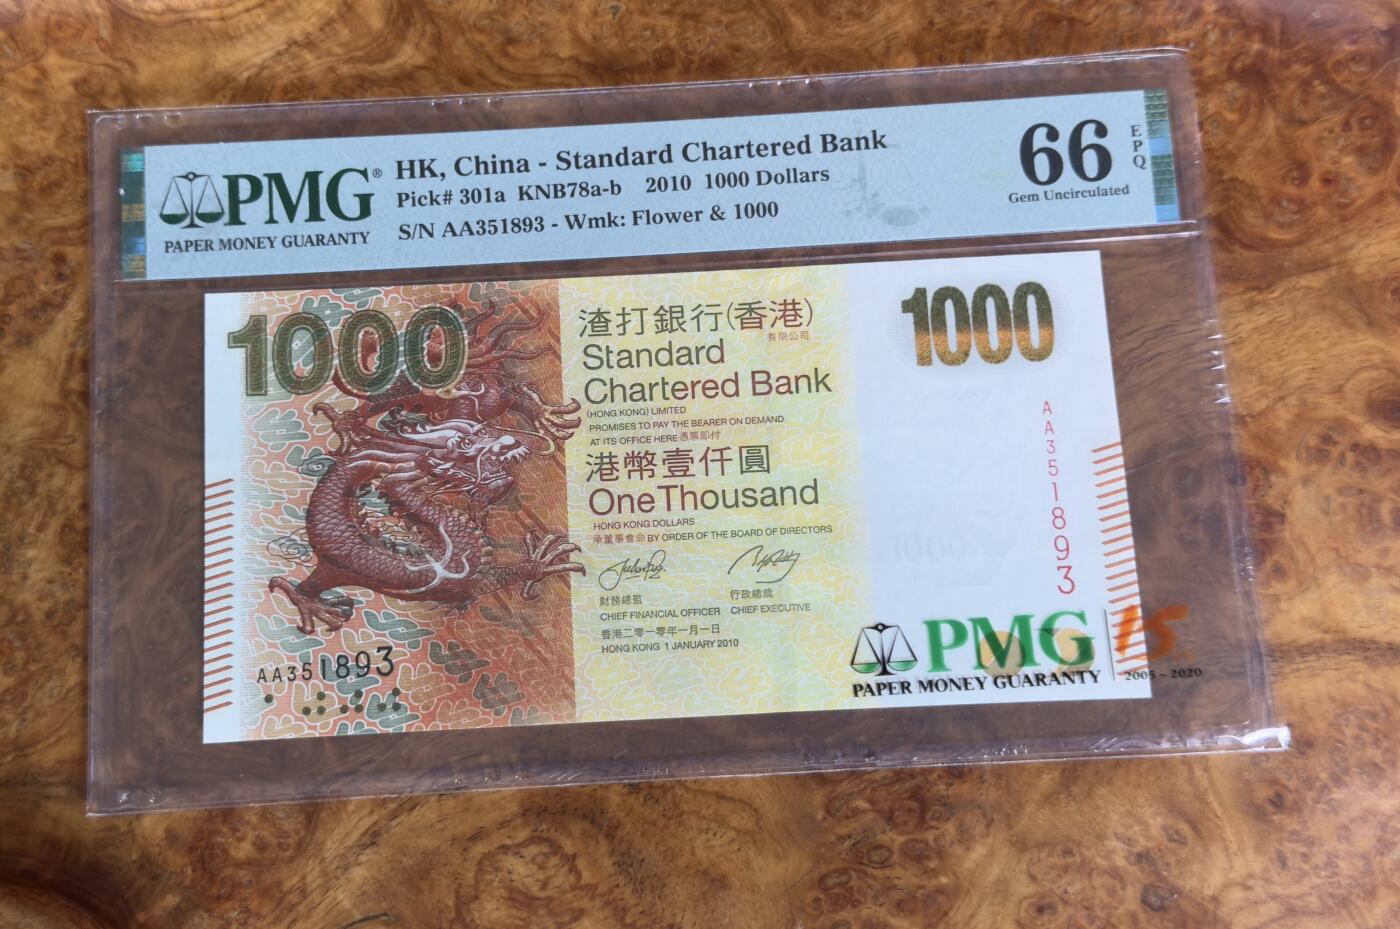 PMG®
PAPER MONEY GUARANTY
HK, China - Standard Chartered Bank
Pick# 301a KNB78a-b 2010 1000 Dollars
S/N AA351893 - Wmk: Flower & 1000
66
EPQ
Gem Uncirculated
1000
渣打銀行(香港)
有限公司
Standard
Chartered Bank
(HONG KONG) LIMITED
PROMISES TO PAY THE BEARER ON DEMAND
AT ITS OFFICE HERE 憑票即付
港幣壹仟圓
One Thousand
HONG KONG DOLLARS
承董事會命 BY ORDER OF THE BOARD OF DIRECTORS
財務總監
CHIEF FINANCIAL OFFICER
行政總裁
CHIEF EXECUTIVE
香港二零一零年一月一日
HONG KONG 1 JANUARY 2010
AA351893
1000
AA351893
PMG
PAPER MONEY GUARANTY
15
2005 - 2020